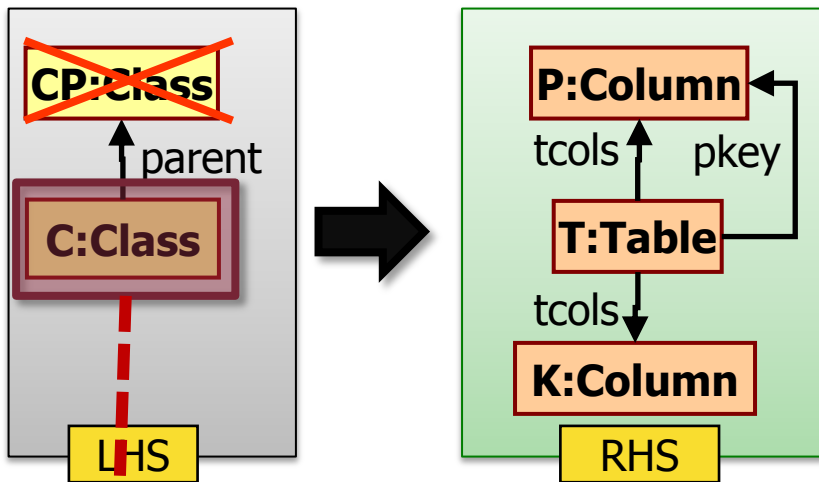 CP:Class
parent
C:Class
LHS
P:Column
tcols
pkey
T:Table
tcols
K:Column
RHS